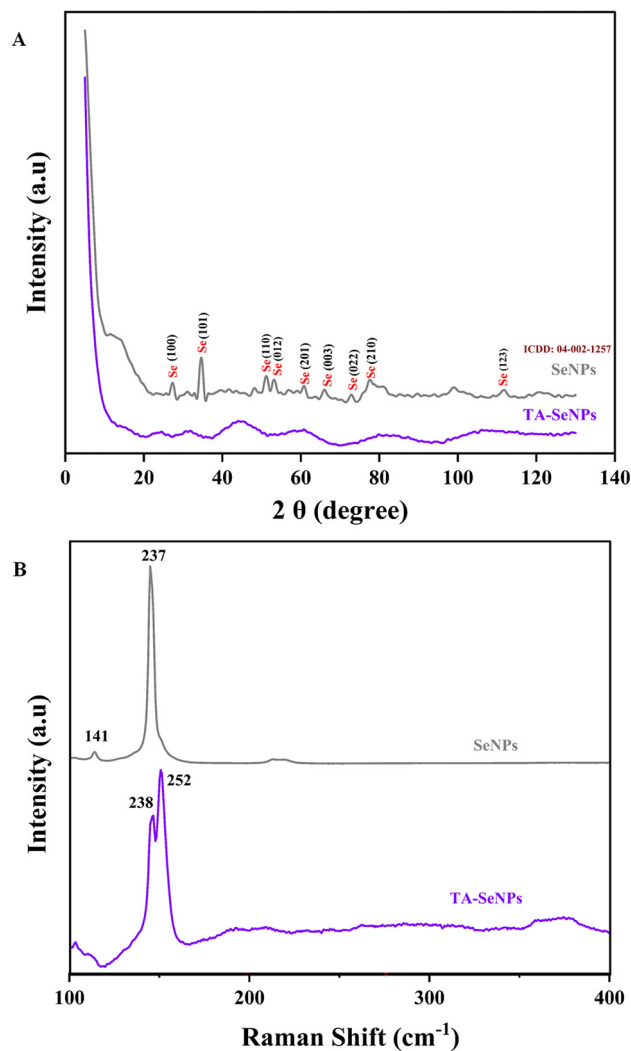 A
Intensity (a.u)
Se (100)
Se (101)
Se (110)
Se (012)
Se (201)
Se (003)
Se (022)
Se (210)
Se (123)
ICDD: 04-002-1257
SeNPs
TA-SeNPs
0 20 40 60 80 100 120 140
2 θ (degree)
B
Intensity (a.u)
237
141
SeNPs
238
252
TA-SeNPs
100 200 300 400
Raman Shift (cm⁻¹)